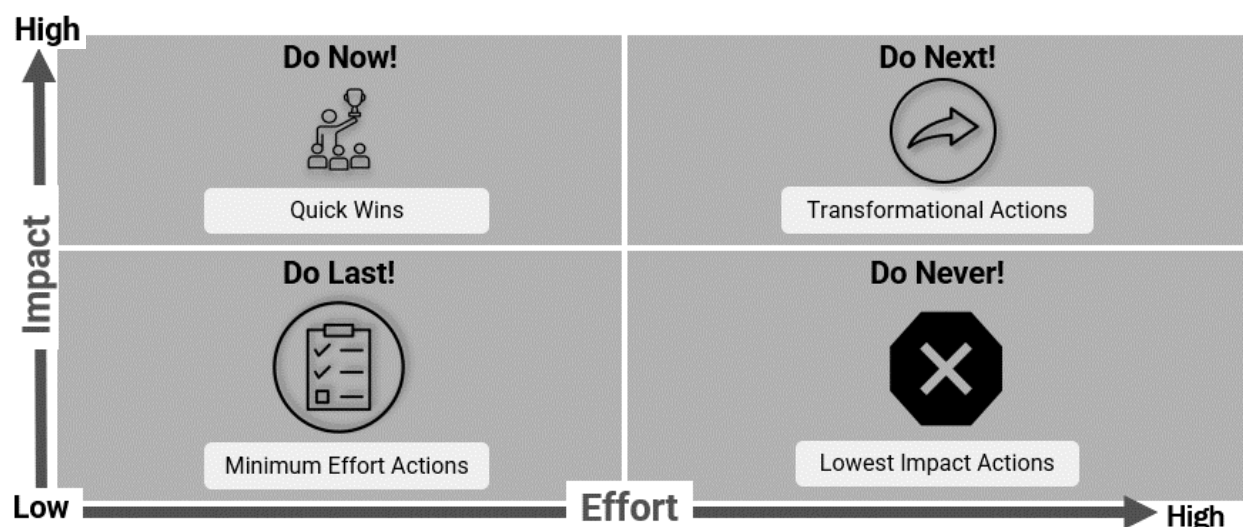 High
Do Now!
Do Next!
Quick Wins
Transformational Actions
Impact
Do Last!
Do Never!
Minimum Effort Actions
Lowest Impact Actions
Low
Effort
High